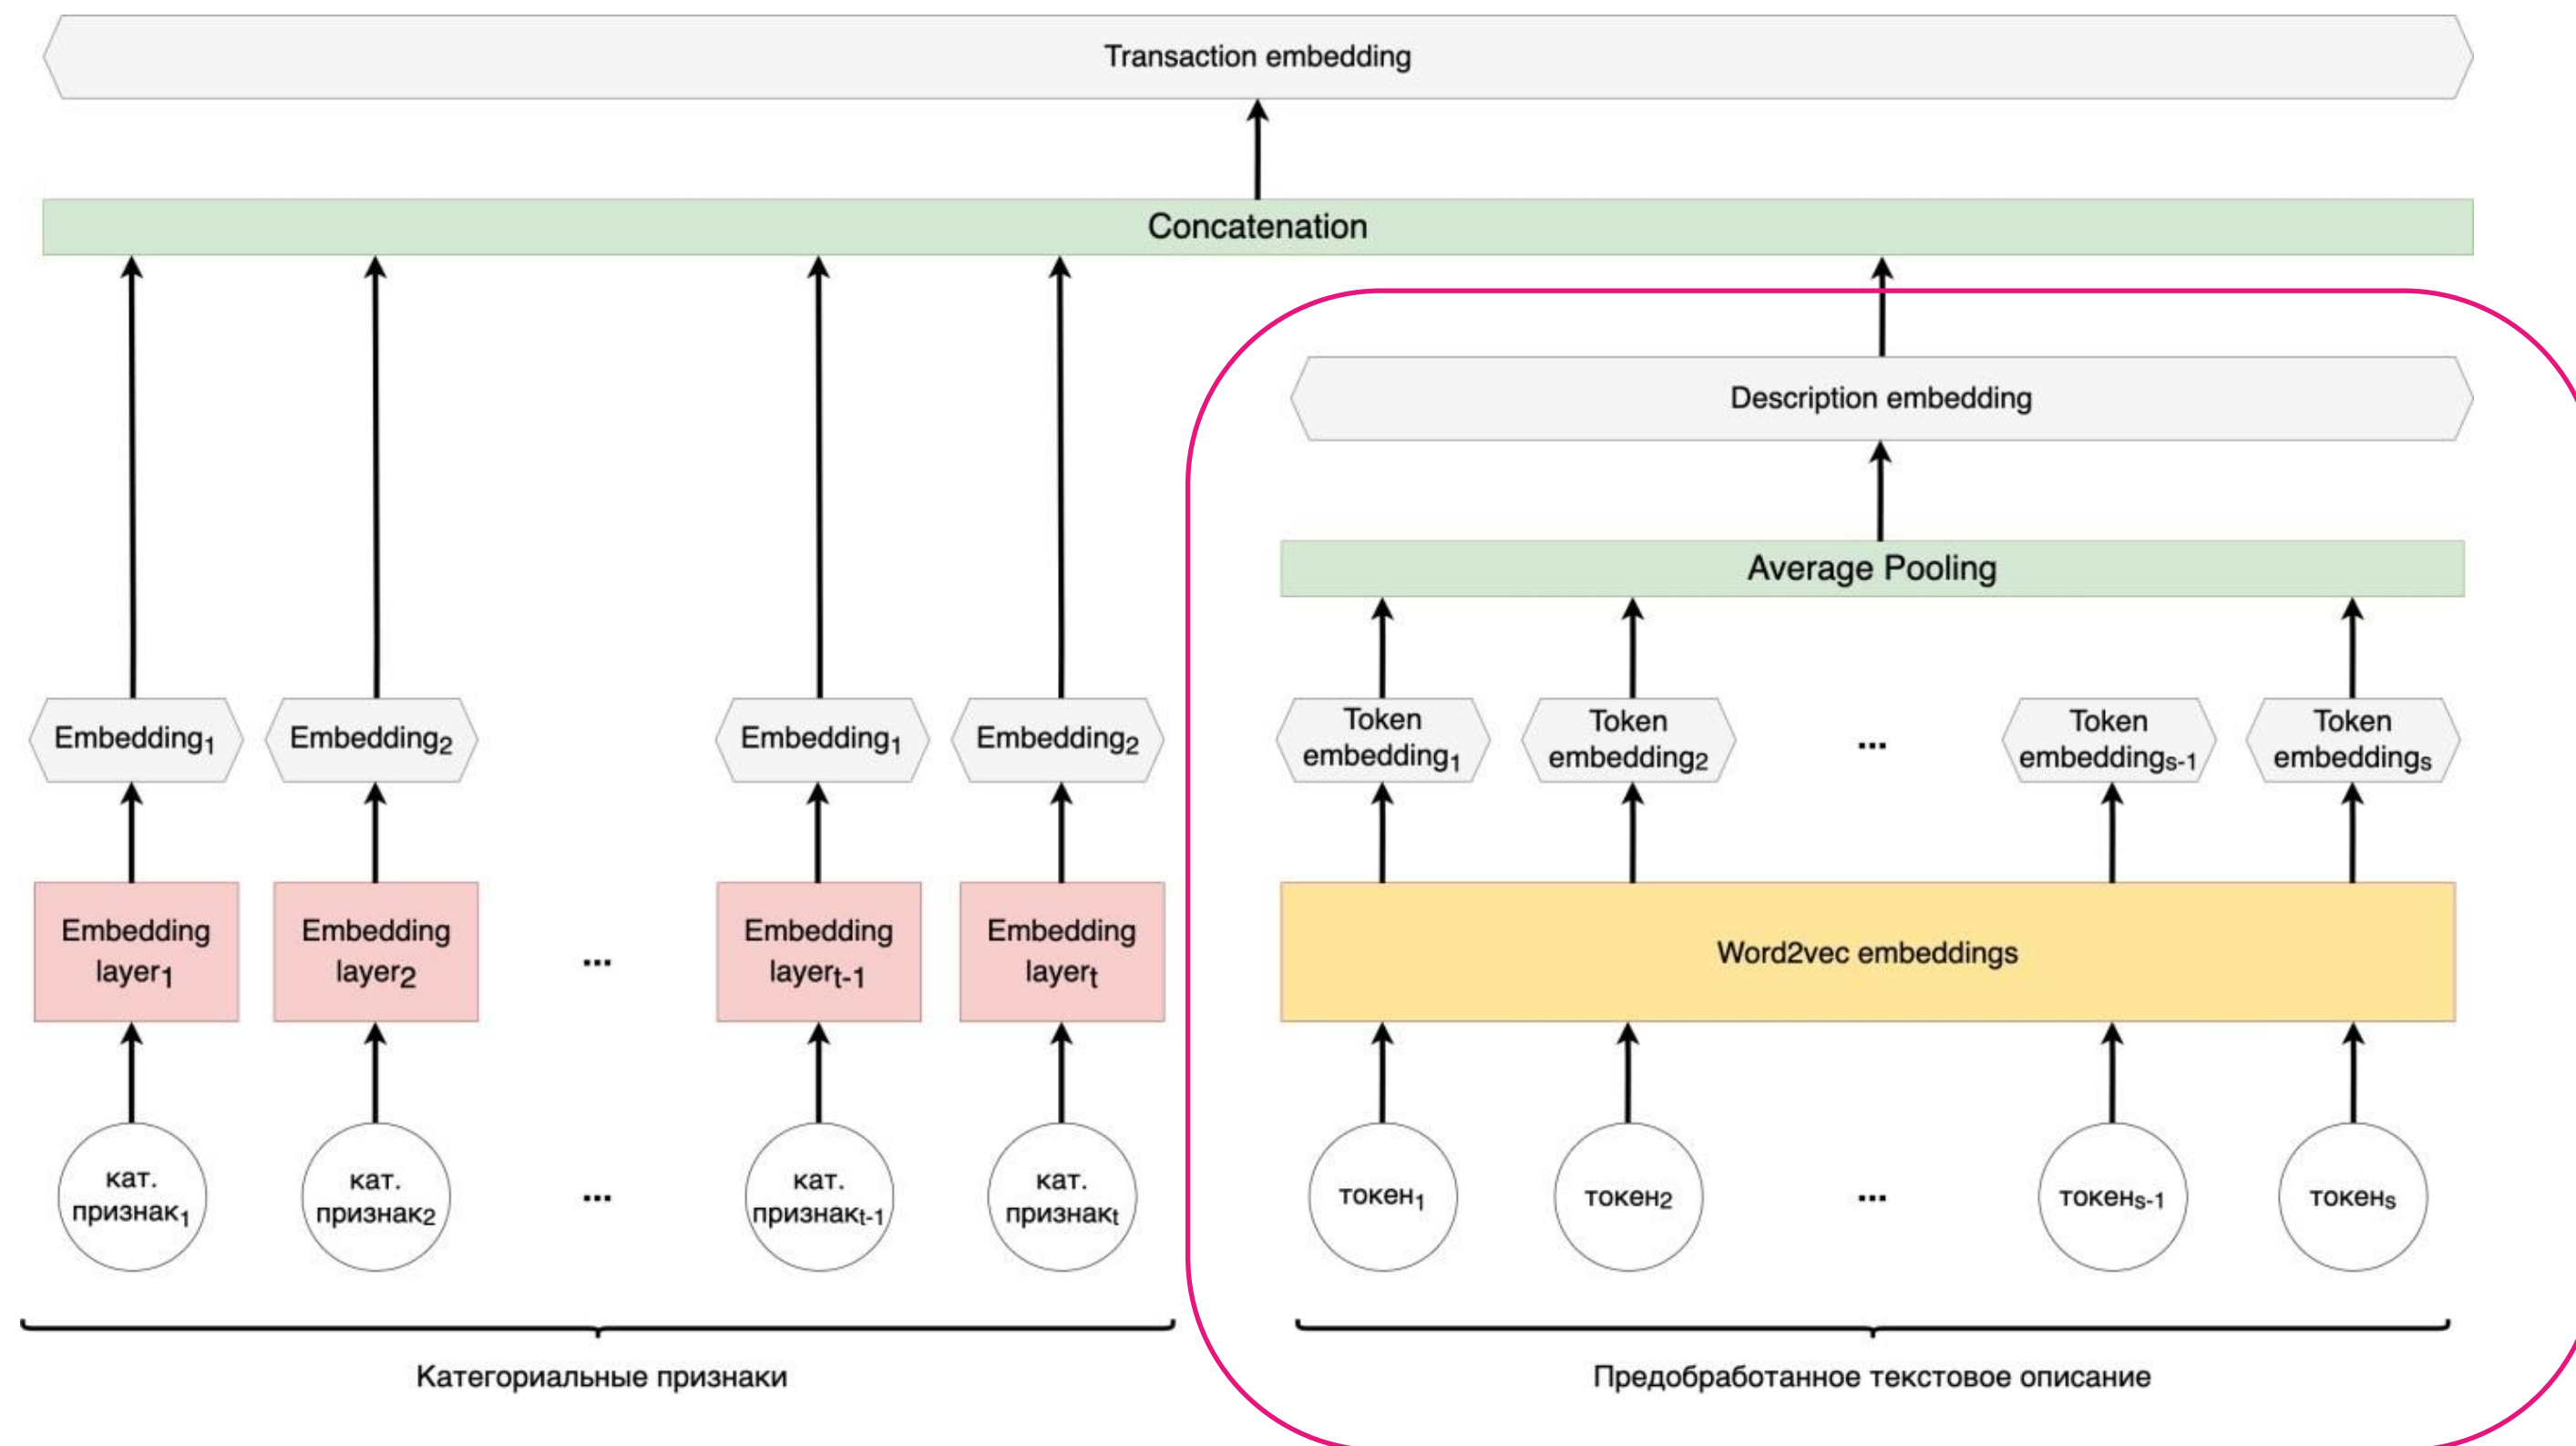 Transaction embedding
Concatenation
Description embedding
Average Pooling
Embedding1
Embedding2
Embedding1
Embedding2
Token
embedding1
Token
embedding2
...
Token
embeddings-1
Token
embeddings
Embedding
layer1
Embedding
layer2
...
Embedding
layert-1
Embedding
layert
Word2vec embeddings
кат.
признак1
кат.
признак2
...
кат.
признакt-1
кат.
признакt
токен1
токен2
...
токенs-1
токенs
Категориальные признаки
Предобработанное текстовое описание